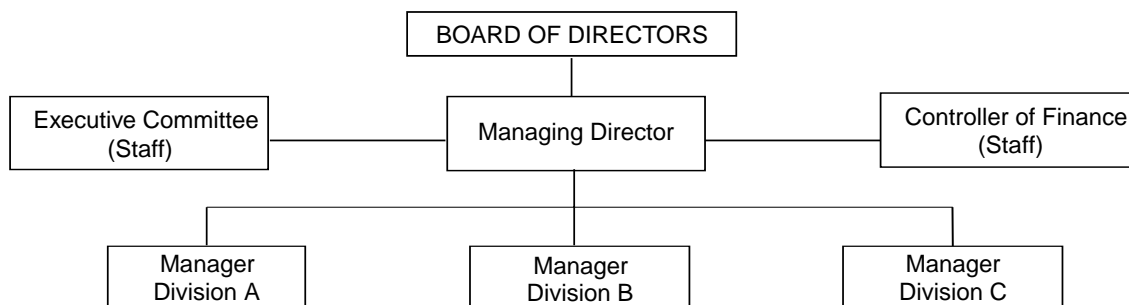 BOARD OF DIRECTORS
Executive Committee
(Staff)
Managing Director
Controller of Finance
(Staff)
Manager
Division A
Manager
Division B
Manager
Division C